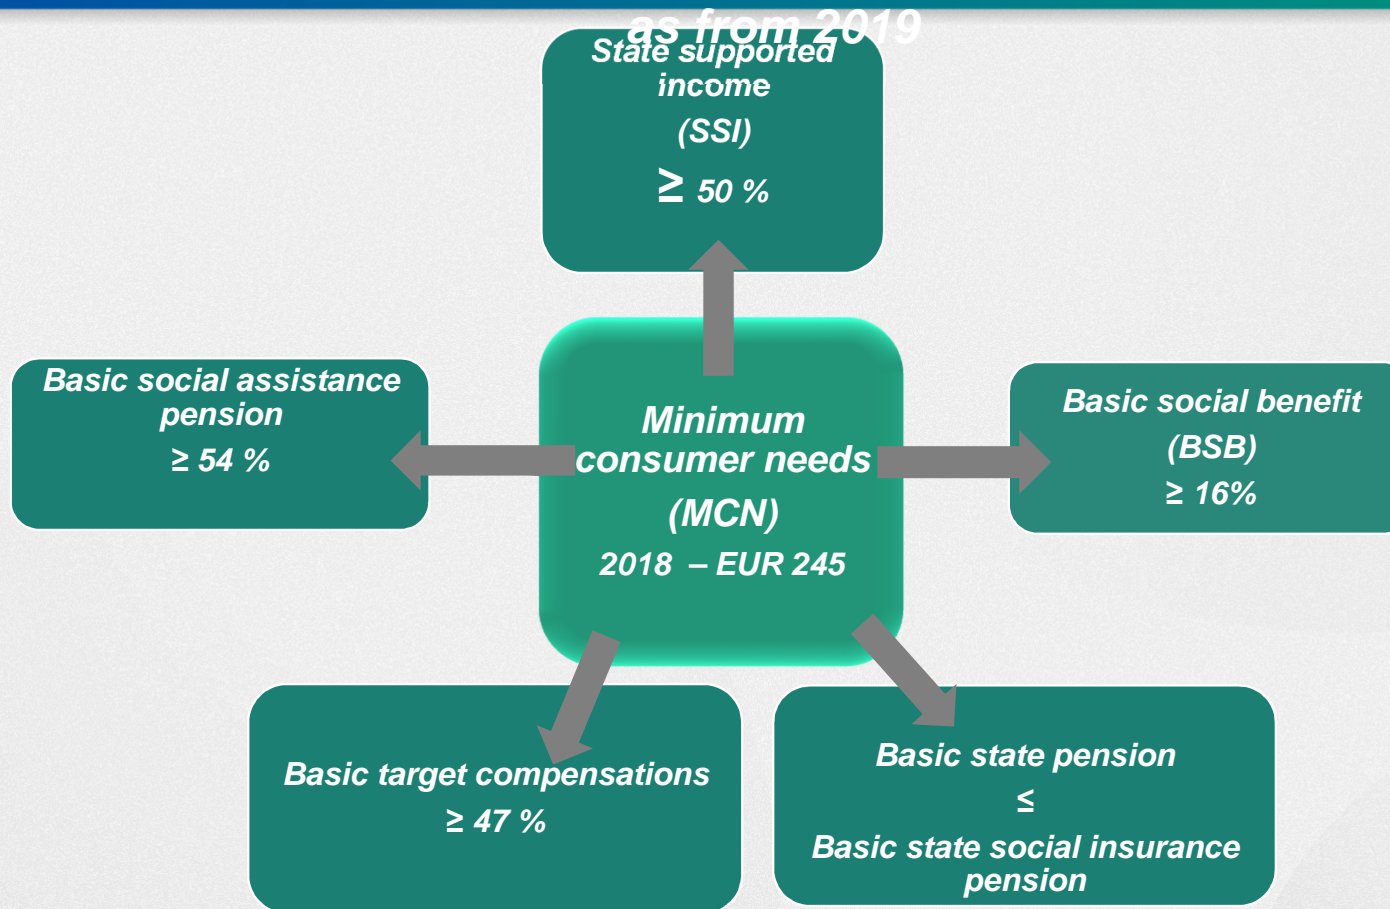 as from 2019
State supported
income
(SSI)
≥ 50 %
Basic social assistance
pension
≥ 54 %
Minimum
consumer needs
(MCN)
2018 – EUR 245
Basic social benefit
(BSB)
≥ 16%
Basic target compensations
≥ 47 %
Basic state pension
≤
Basic state social insurance
pension